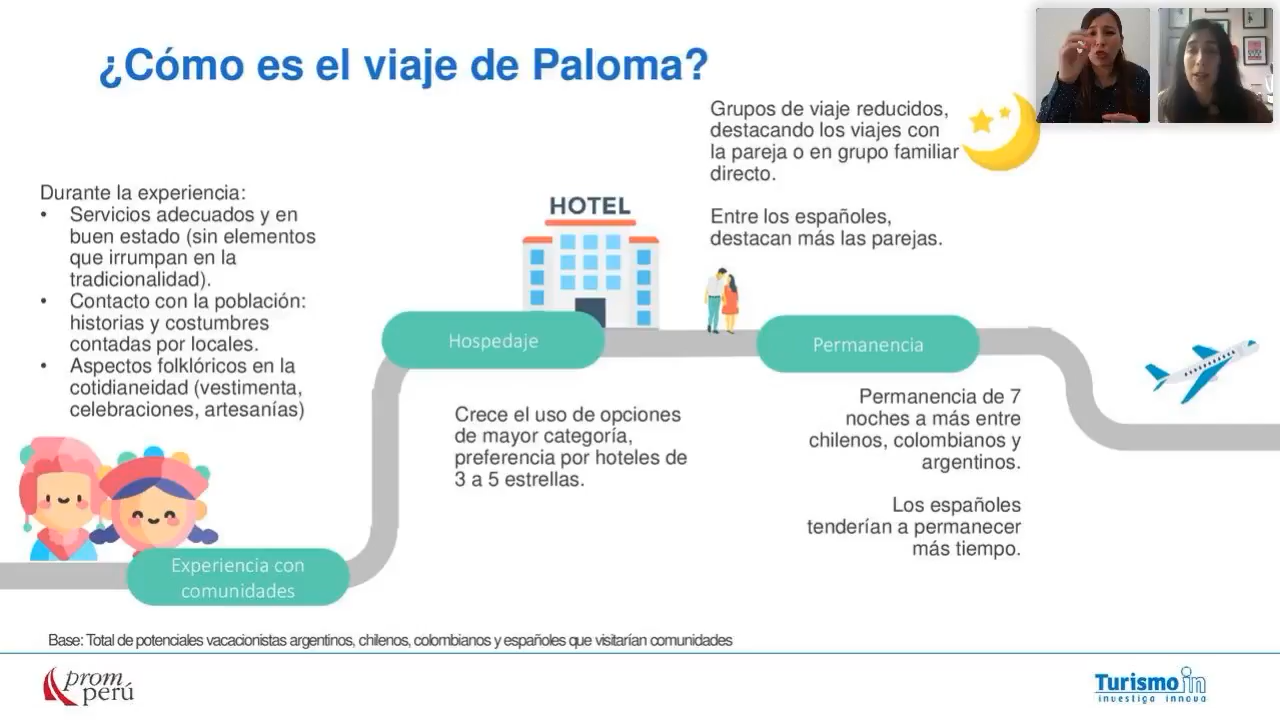 ¿Cómo es el viaje de Paloma?
Durante la experiencia:
• Servicios adecuados y en
buen estado (sin elementos
que irrumpan en la
tradicionalidad).
• Contacto con la población:
historias y costumbres
contadas por locales.
• Aspectos folklóricos en la
cotidianeidad (vestimenta,
celebraciones, artesanías)
Experiencia con
comunidades
HOTEL
Hospedaje
Crece el uso de opciones
de mayor categoría,
preferencia por hoteles de
3 a 5 estrellas.
Grupos de viaje reducidos,
destacando los viajes con
la pareja o en grupo familiar
directo.
Entre los españoles,
destacan más las parejas.
Permanencia
Permanencia de 7
noches a más entre
chilenos, colombianos y
argentinos.
Los españoles
tenderían a permanecer
más tiempo.
Base: Total de potenciales vacacionistas argentinos, chilenos, colombianos y españoles que visitarían comunidades
prom
perú
Turismo in
investiga innova